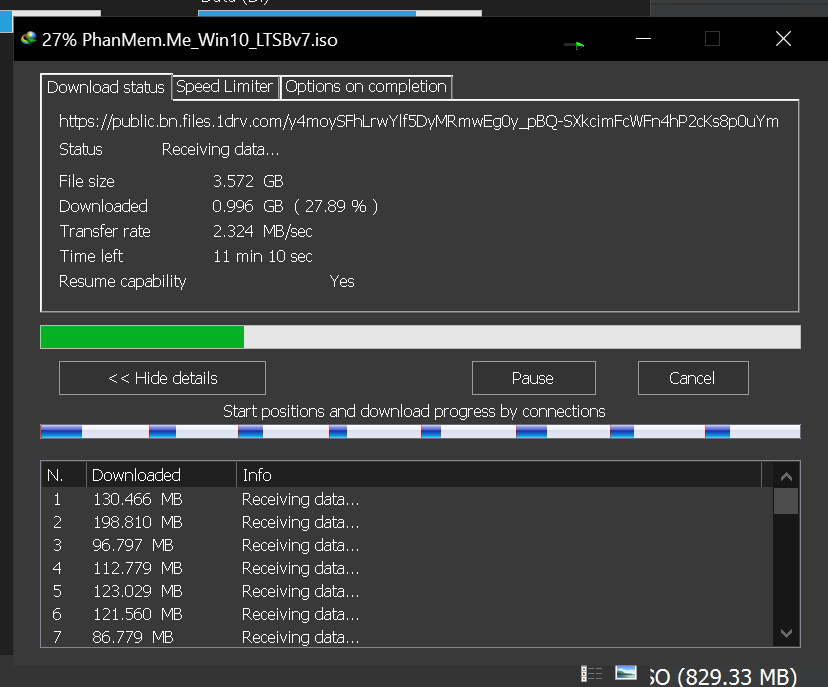 27% PhanMem.Me_Win10_LTSBv7.iso
Download status Speed Limiter Options on completion
https://public.bn.files.1drv.com/y4moySFhLrwYlf5DyMRmwEg0y_pBQ-SXkcimFcWFn4hP2cKs8p0uYm
Status Receiving data...
File size 3.572 GB
Downloaded 0.996 GB ( 27.89 % )
Transfer rate 2.324 MB/sec
Time left 11 min 10 sec
Resume capability Yes
<< Hide details Pause Cancel
Start positions and download progress by connections
N. Downloaded Info
1 130.466 MB Receiving data...
2 198.810 MB Receiving data...
3 96.797 MB Receiving data...
4 112.779 MB Receiving data...
5 123.029 MB Receiving data...
6 121.560 MB Receiving data...
7 86.779 MB Receiving data...
(829.33 MB)